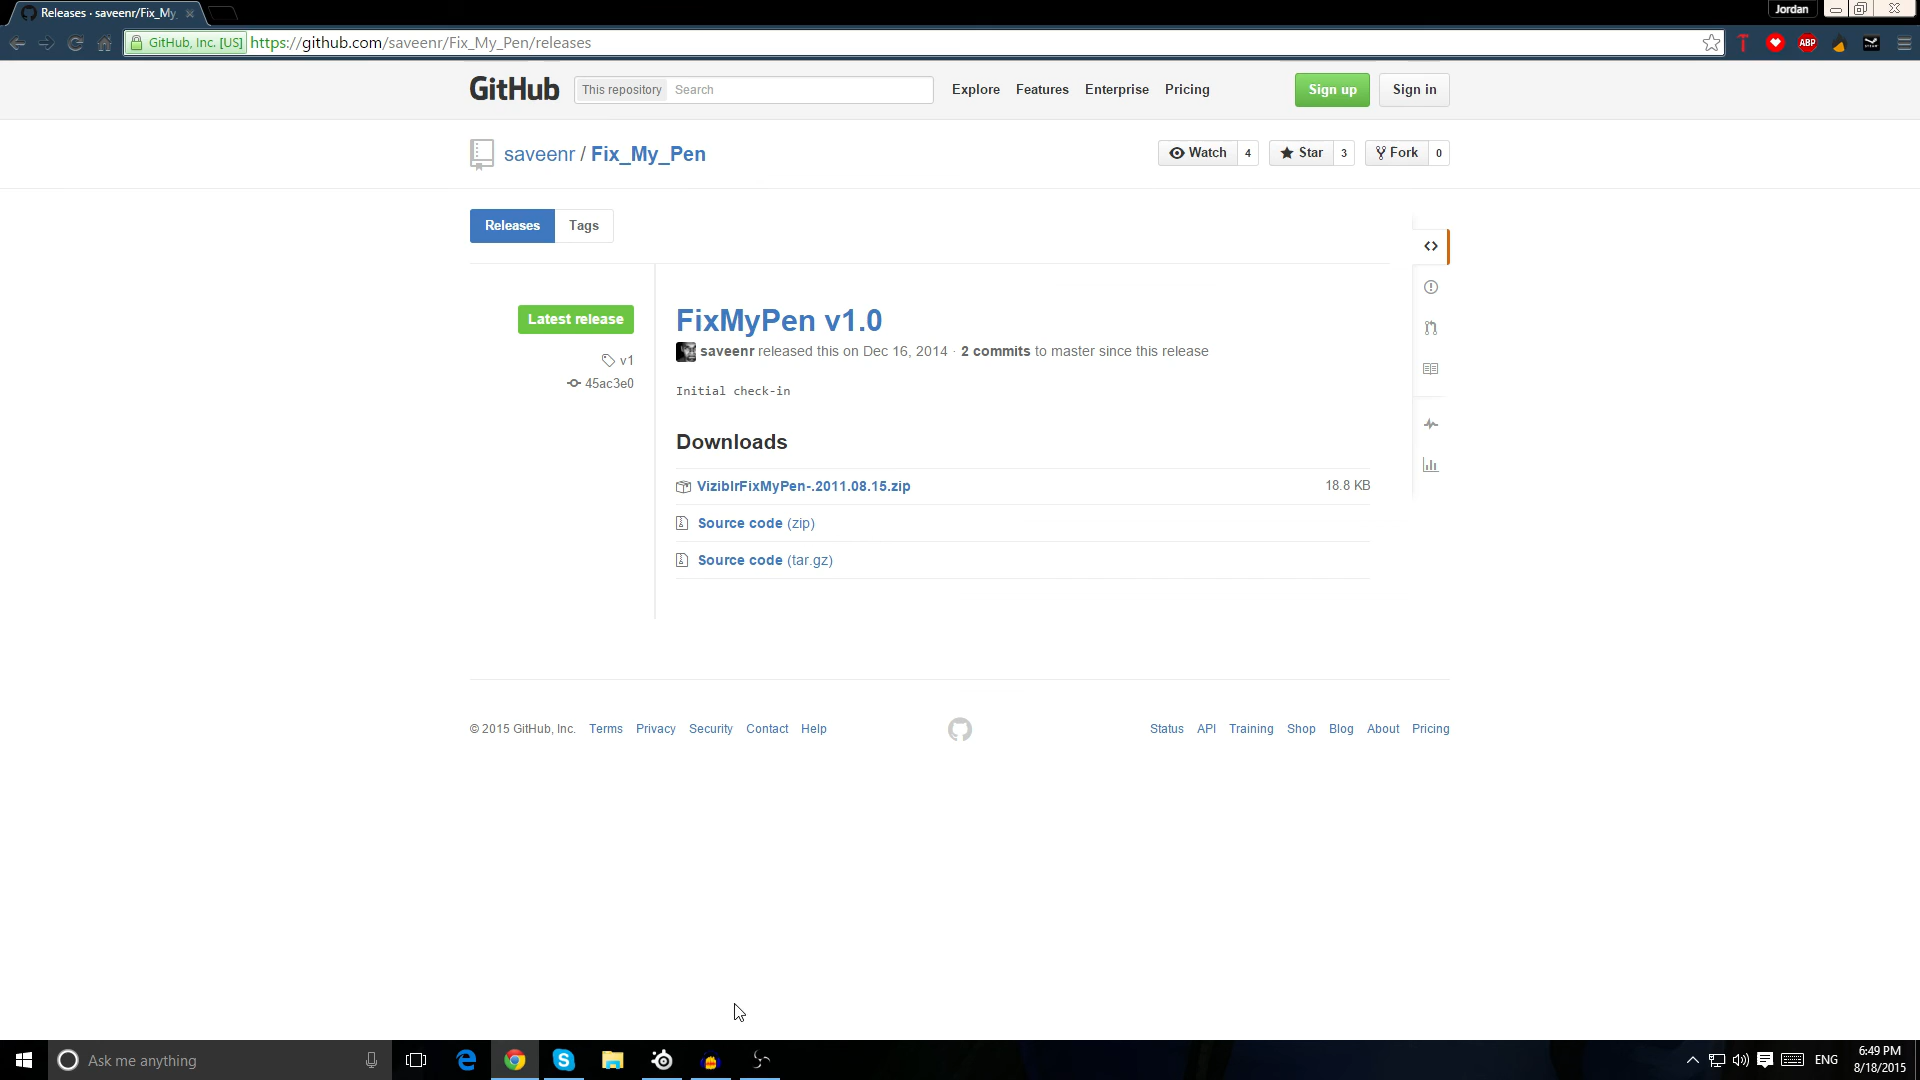 Releases · saveenr/Fix_My
Jordan
GitHub, Inc. [US] https://github.com/saveenr/Fix_My_Pen/releases
ABP
GitHub This repository Search Explore Features Enterprise Pricing Sign up Sign in
saveenr / Fix_My_Pen Watch 4 Star 3 Fork 0
Releases Tags
Latest release
v1
45ac3e0
FixMyPen v1.0
saveenr released this on Dec 16, 2014 · 2 commits to master since this release
Initial check-in
Downloads
ViziblrFixMyPen-.2011.08.15.zip 18.8 KB
Source code (zip)
Source code (tar.gz)
© 2015 GitHub, Inc. Terms Privacy Security Contact Help Status API Training Shop Blog About Pricing
Ask me anything
ENG
6:49 PM
8/18/2015